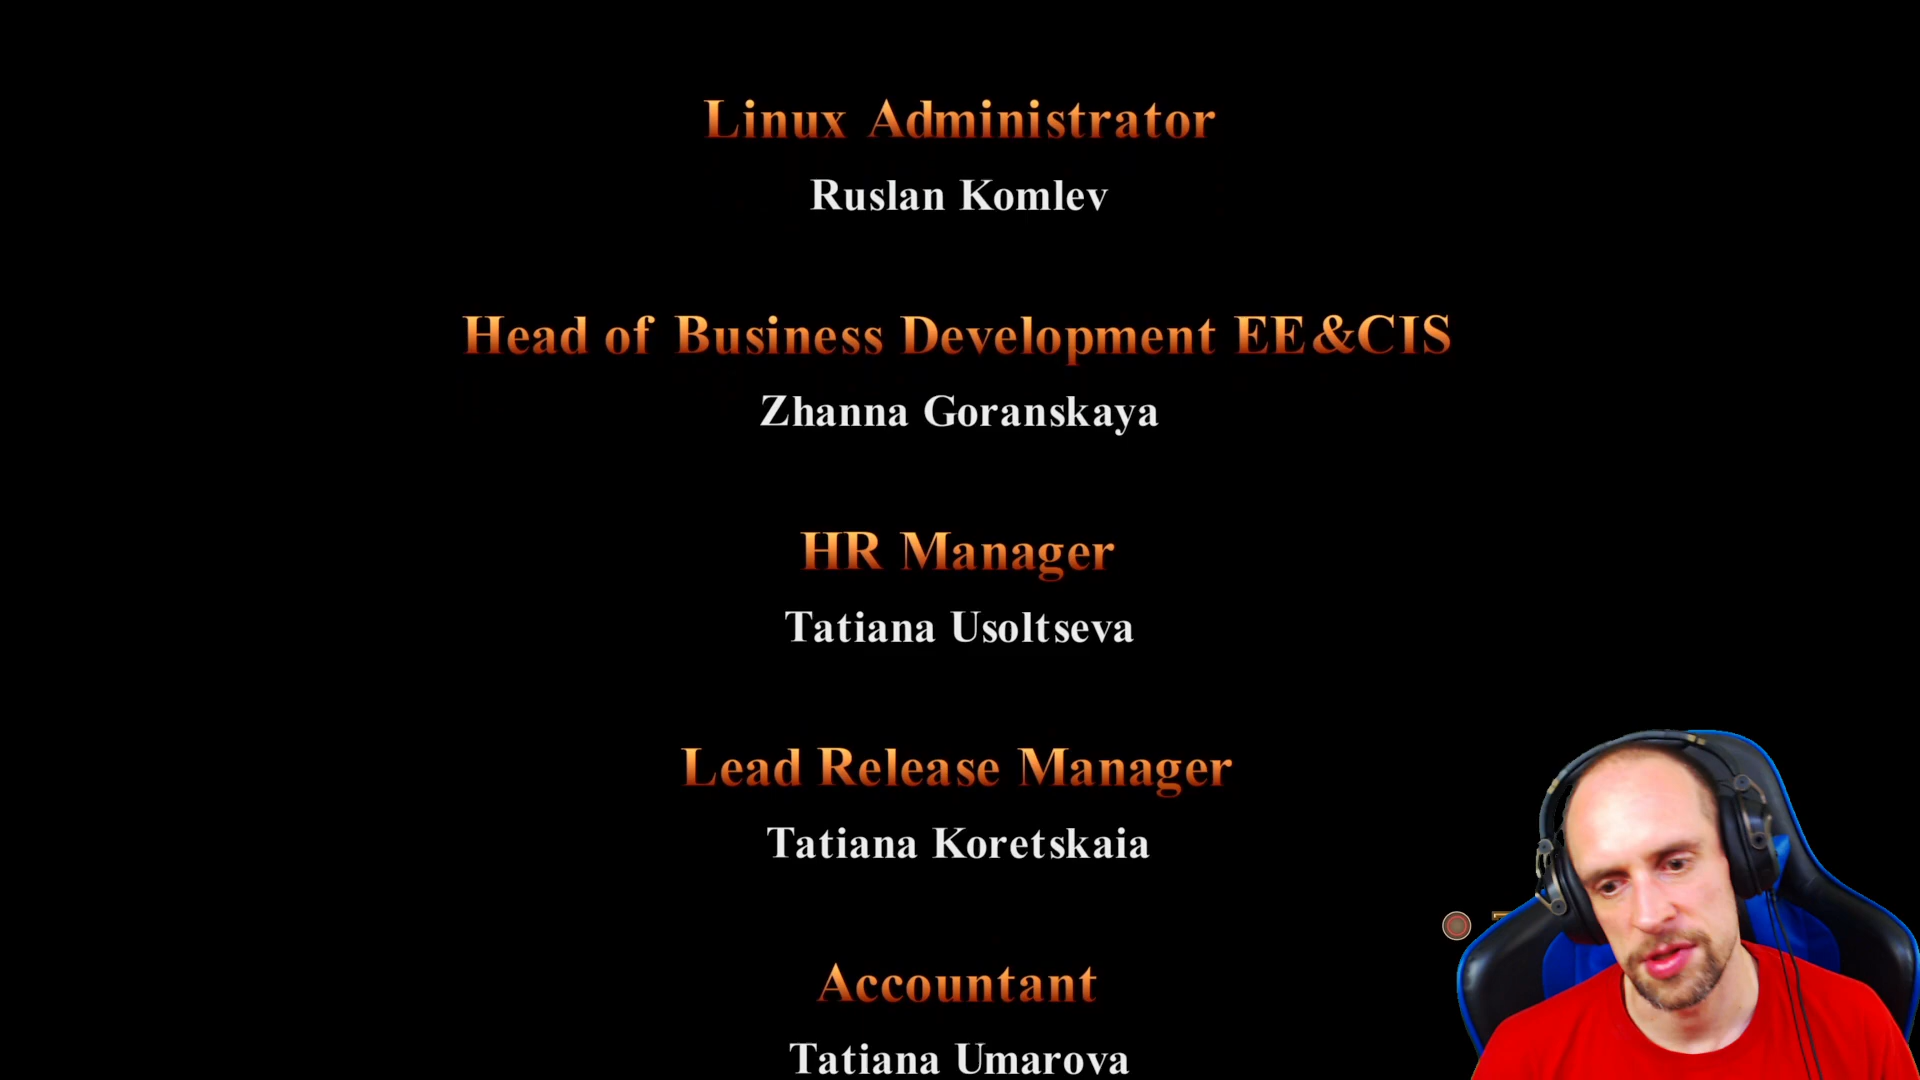 Linux Administrator
Ruslan Komlev
Head of Business Development EE&CIS
Zhanna Goranskaya
HR Manager
Tatiana Usoltseva
Lead Release Manager
Tatiana Koretskaia
Accountant
Tatiana Umarova